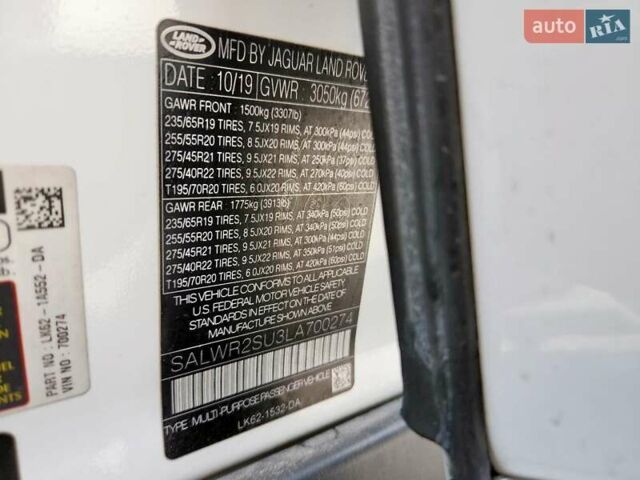 auto RIA.com
LAND ROVER
MFD BY JAGUAR LAND ROVE
DATE: 10/19 GVWR : 3050kg (672
GAWR FRONT : 1500kg (3307lb)
235/65R19 TIRES, 7.5JX19 RIMS, AT 300kPa (44psi) COLD
255/55R20 TIRES, 8.5JX20 RIMS, AT 300kPa (44psi) COLD
275/45R21 TIRES, 9.5JX21 RIMS, AT 250kPa (37psi) COLD
275/40R22 TIRES, 9.5JX22 RIMS, AT 270kPa (40psi) COLD
T195/70R20 TIRES, 6.0JX20 RIMS, AT 420kPa (60psi) COLD
GAWR REAR : 1775kg (3913lb)
235/65R19 TIRES, 7.5JX19 RIMS, AT 340kPa (50psi) COLD
255/55R20 TIRES, 8.5JX20 RIMS, AT 340kPa (50psi) COLD
275/45R21 TIRES, 9.5JX21 RIMS, AT 300kPa (44psi) COLD
275/40R22 TIRES, 9.5JX22 RIMS, AT 350kPa (51psi) COLD
T195/70R20 TIRES, 6.0JX20 RIMS, AT 420kPa (60psi) COLD
THIS VEHICLE CONFORMS TO ALL APPLICABLE
U.S FEDERAL MOTOR VEHICLE SAFETY
STANDARDS IN EFFECT ON THE DATE OF
MANUFACTURE SHOWN ABOVE.
SALWR2SU3LA700274
TYPE: MULTI-PURPOSE PASSENGER VEHICLE
LK62-1532-DA
PART NO : LK62-1A552-DA
VIN NO : 700274